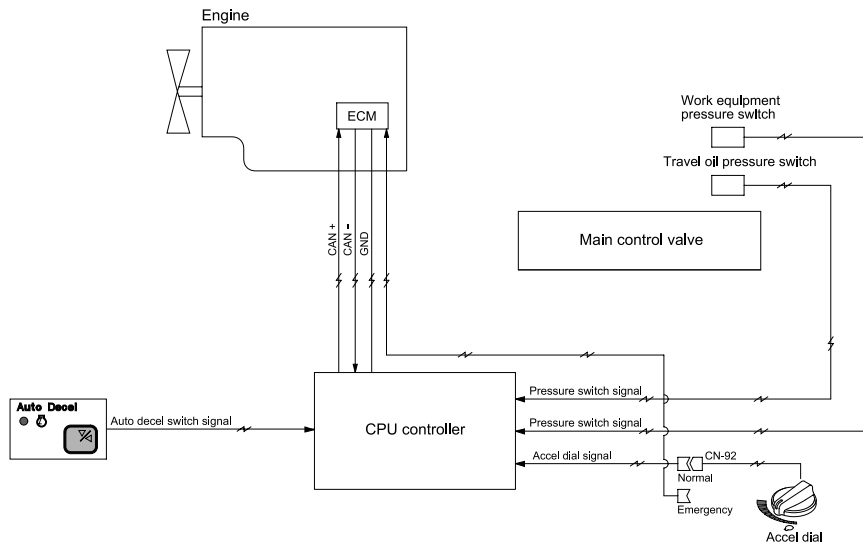 Engine
ECM
Work equipment
pressure switch
Travel oil pressure switch
CAN +
CAN -
GND
Main control valve
Auto Decel
Auto decel switch signal
CPU controller
Pressure switch signal
Pressure switch signal
Accel dial signal
CN-92
Normal
Emergency
Accel dial